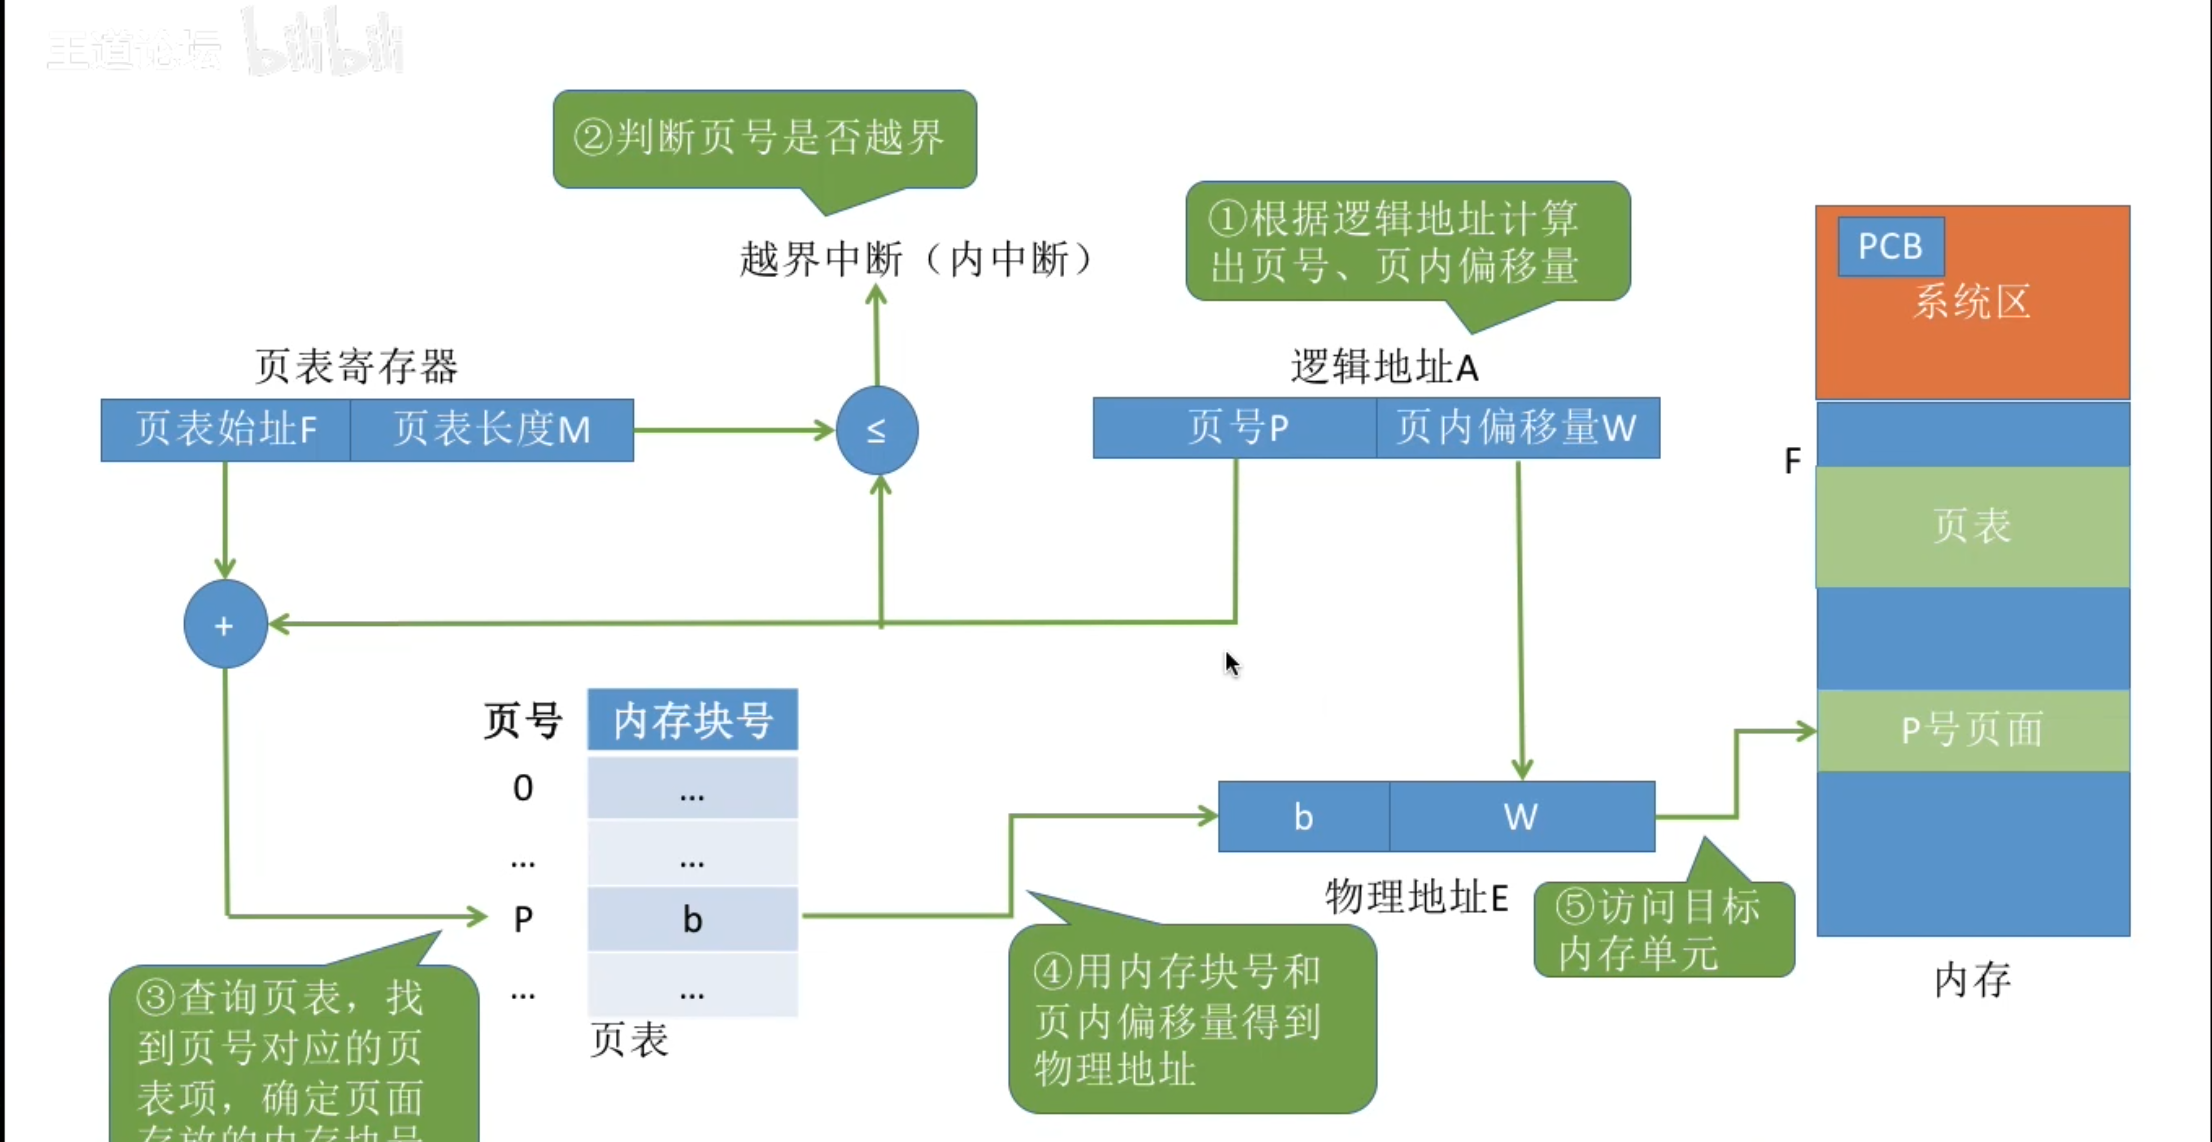 王道论坛 bilibili
②判断页号是否越界
①根据逻辑地址计算
出页号、页内偏移量
越界中断（内中断）
PCB
系统区
页表寄存器
逻辑地址A
页表始址F 页表长度M
≤
页号P 页内偏移量W
F
页表
+
页号 内存块号
P号页面
0 …
… …
b W
P b
物理地址E
⑤访问目标
内存单元
… …
页表
④用内存块号和
页内偏移量得到
物理地址
内存
③查询页表，找
到页号对应的页
表项，确定页面
存放的内存块号